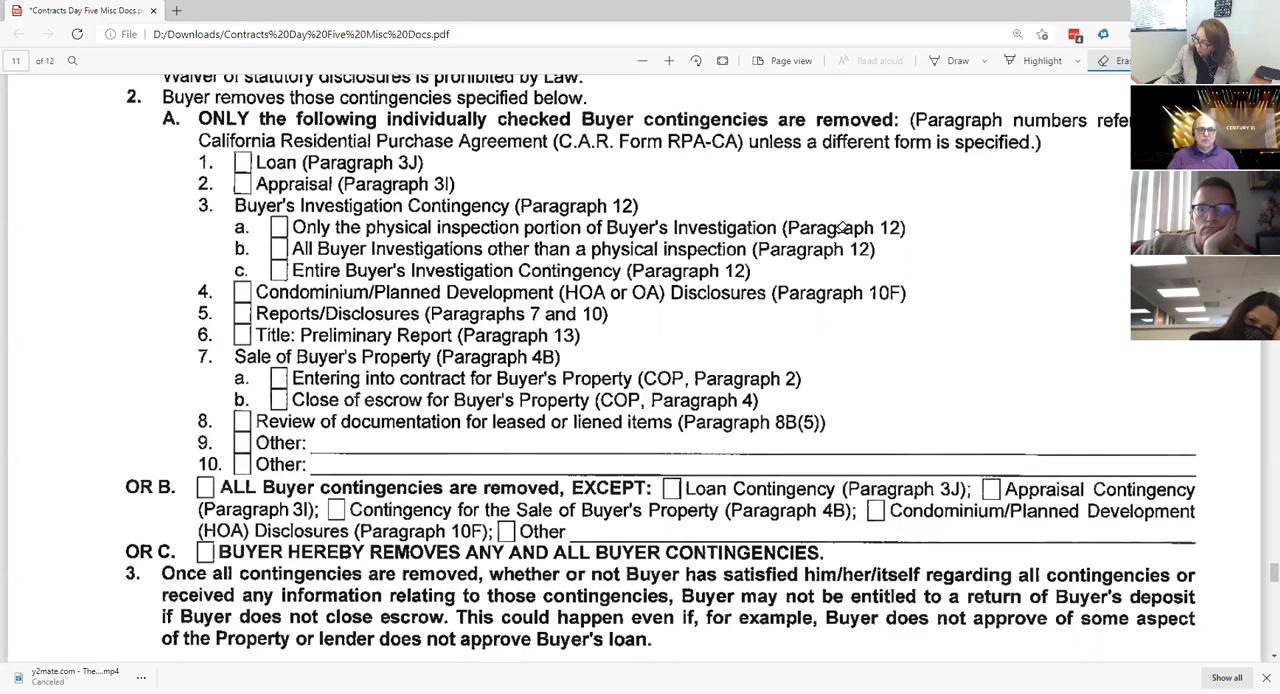 *Contracts Day Five Misc Docs.p
File
D:/Downloads/Contracts%20Day%20Five%20Misc%20Docs.pdf
11 of 12
Page view
Read aloud
Draw
Highlight
Eras
Waiver of statutory disclosures is prohibited by Law.
2. Buyer removes those contingencies specified below.
A. ONLY the following individually checked Buyer contingencies are removed: (Paragraph numbers refe
California Residential Purchase Agreement (C.A.R. Form RPA-CA) unless a different form is specified.)
1. Loan (Paragraph 3J)
2. Appraisal (Paragraph 3I)
3. Buyer's Investigation Contingency (Paragraph 12)
a. Only the physical inspection portion of Buyer's Investigation (Paragraph 12)
b. All Buyer Investigations other than a physical inspection (Paragraph 12)
c. Entire Buyer's Investigation Contingency (Paragraph 12)
4. Condominium/Planned Development (HOA or OA) Disclosures (Paragraph 10F)
5. Reports/Disclosures (Paragraphs 7 and 10)
6. Title: Preliminary Report (Paragraph 13)
7. Sale of Buyer's Property (Paragraph 4B)
a. Entering into contract for Buyer's Property (COP, Paragraph 2)
b. Close of escrow for Buyer's Property (COP, Paragraph 4)
8. Review of documentation for leased or liened items (Paragraph 8B(5))
9. Other:
10. Other:
OR B. ALL Buyer contingencies are removed, EXCEPT: Loan Contingency (Paragraph 3J); Appraisal Contingency
(Paragraph 3I); Contingency for the Sale of Buyer's Property (Paragraph 4B); Condominium/Planned Development
(HOA) Disclosures (Paragraph 10F); Other
OR C. BUYER HEREBY REMOVES ANY AND ALL BUYER CONTINGENCIES.
3. Once all contingencies are removed, whether or not Buyer has satisfied him/her/itself regarding all contingencies or
received any information relating to those contingencies, Buyer may not be entitled to a return of Buyer's deposit
if Buyer does not close escrow. This could happen even if, for example, Buyer does not approve of some aspect
of the Property or lender does not approve Buyer's loan.
CENTURY 21
y2mate.com - The....mp4
Canceled
Show all